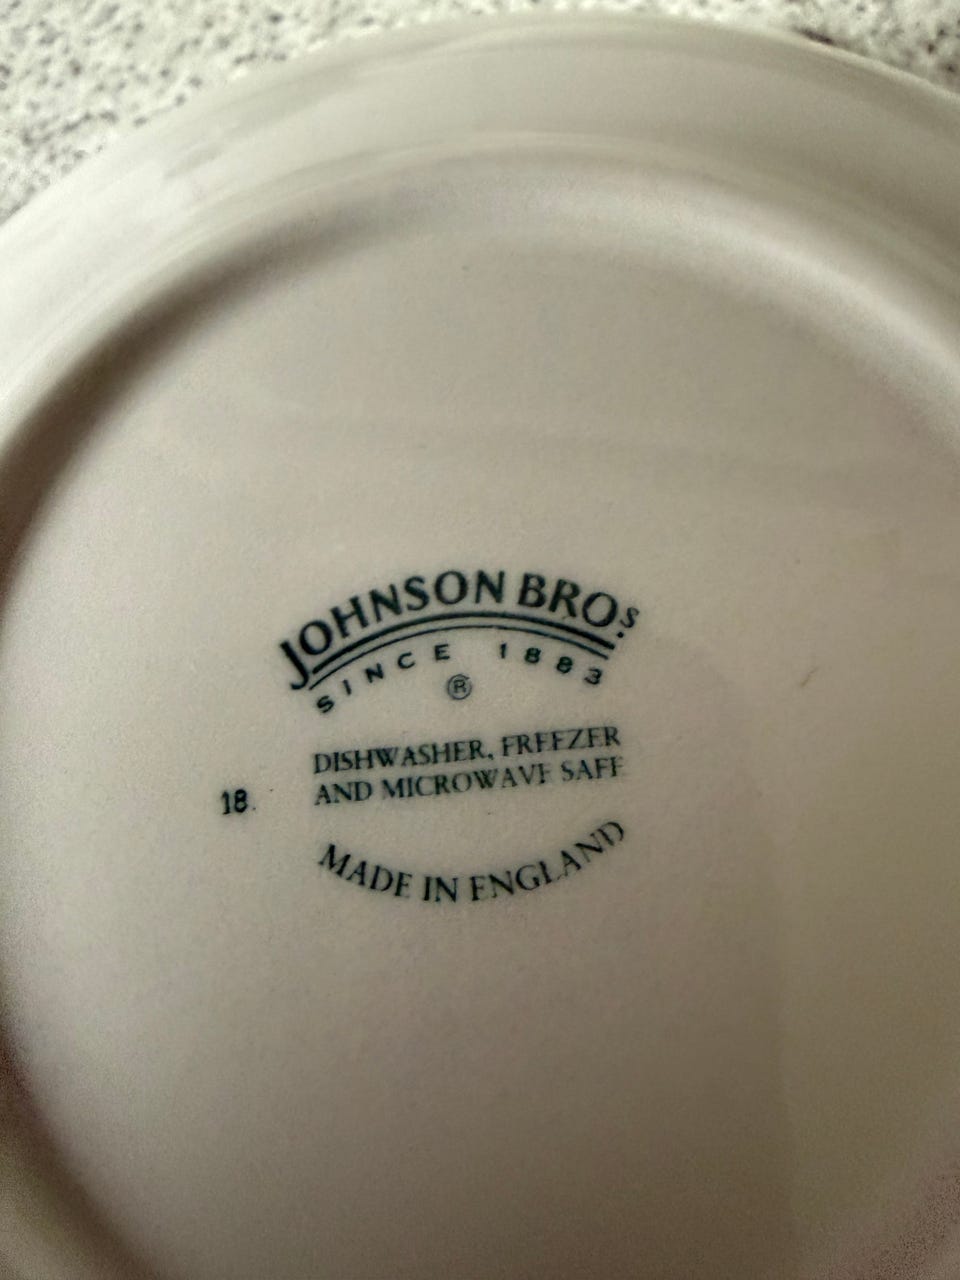 JOHNSON BROS.
SINCE 1883
®
DISHWASHER, FREEZER
AND MICROWAVE SAFE
18.
MADE IN ENGLAND